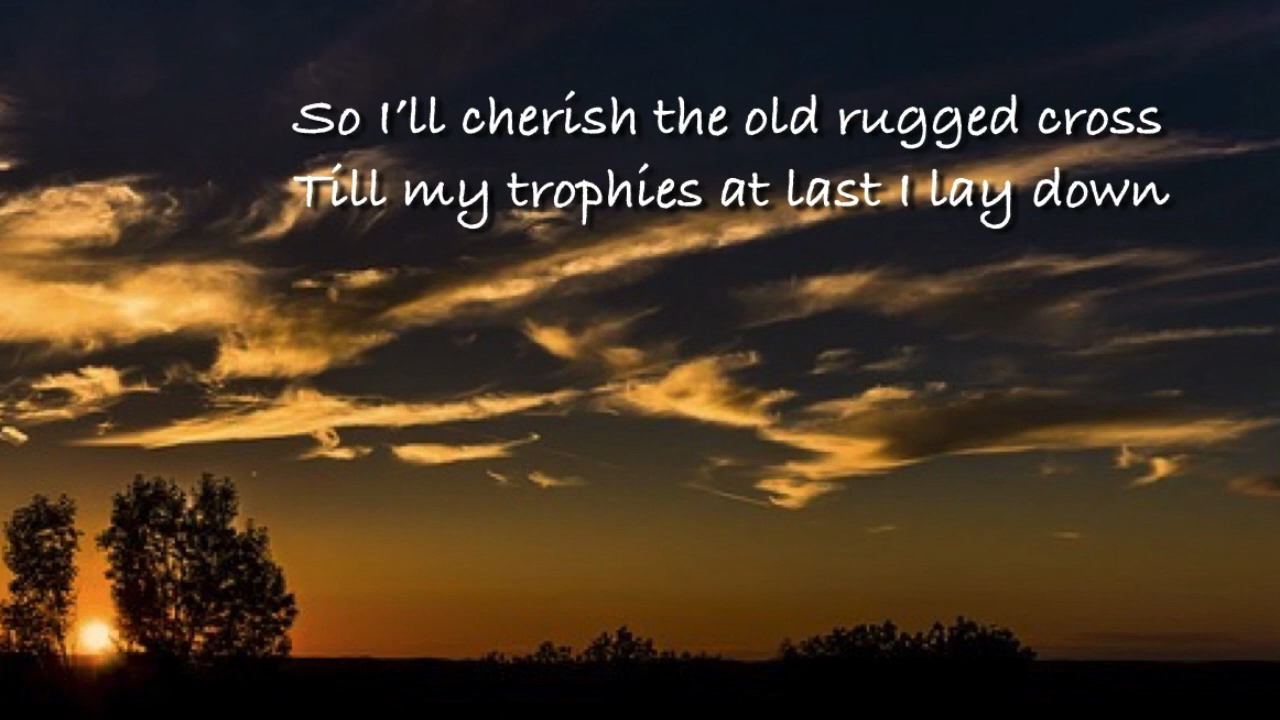 So I'll cherish the old rugged cross
Till my trophies at last I lay down